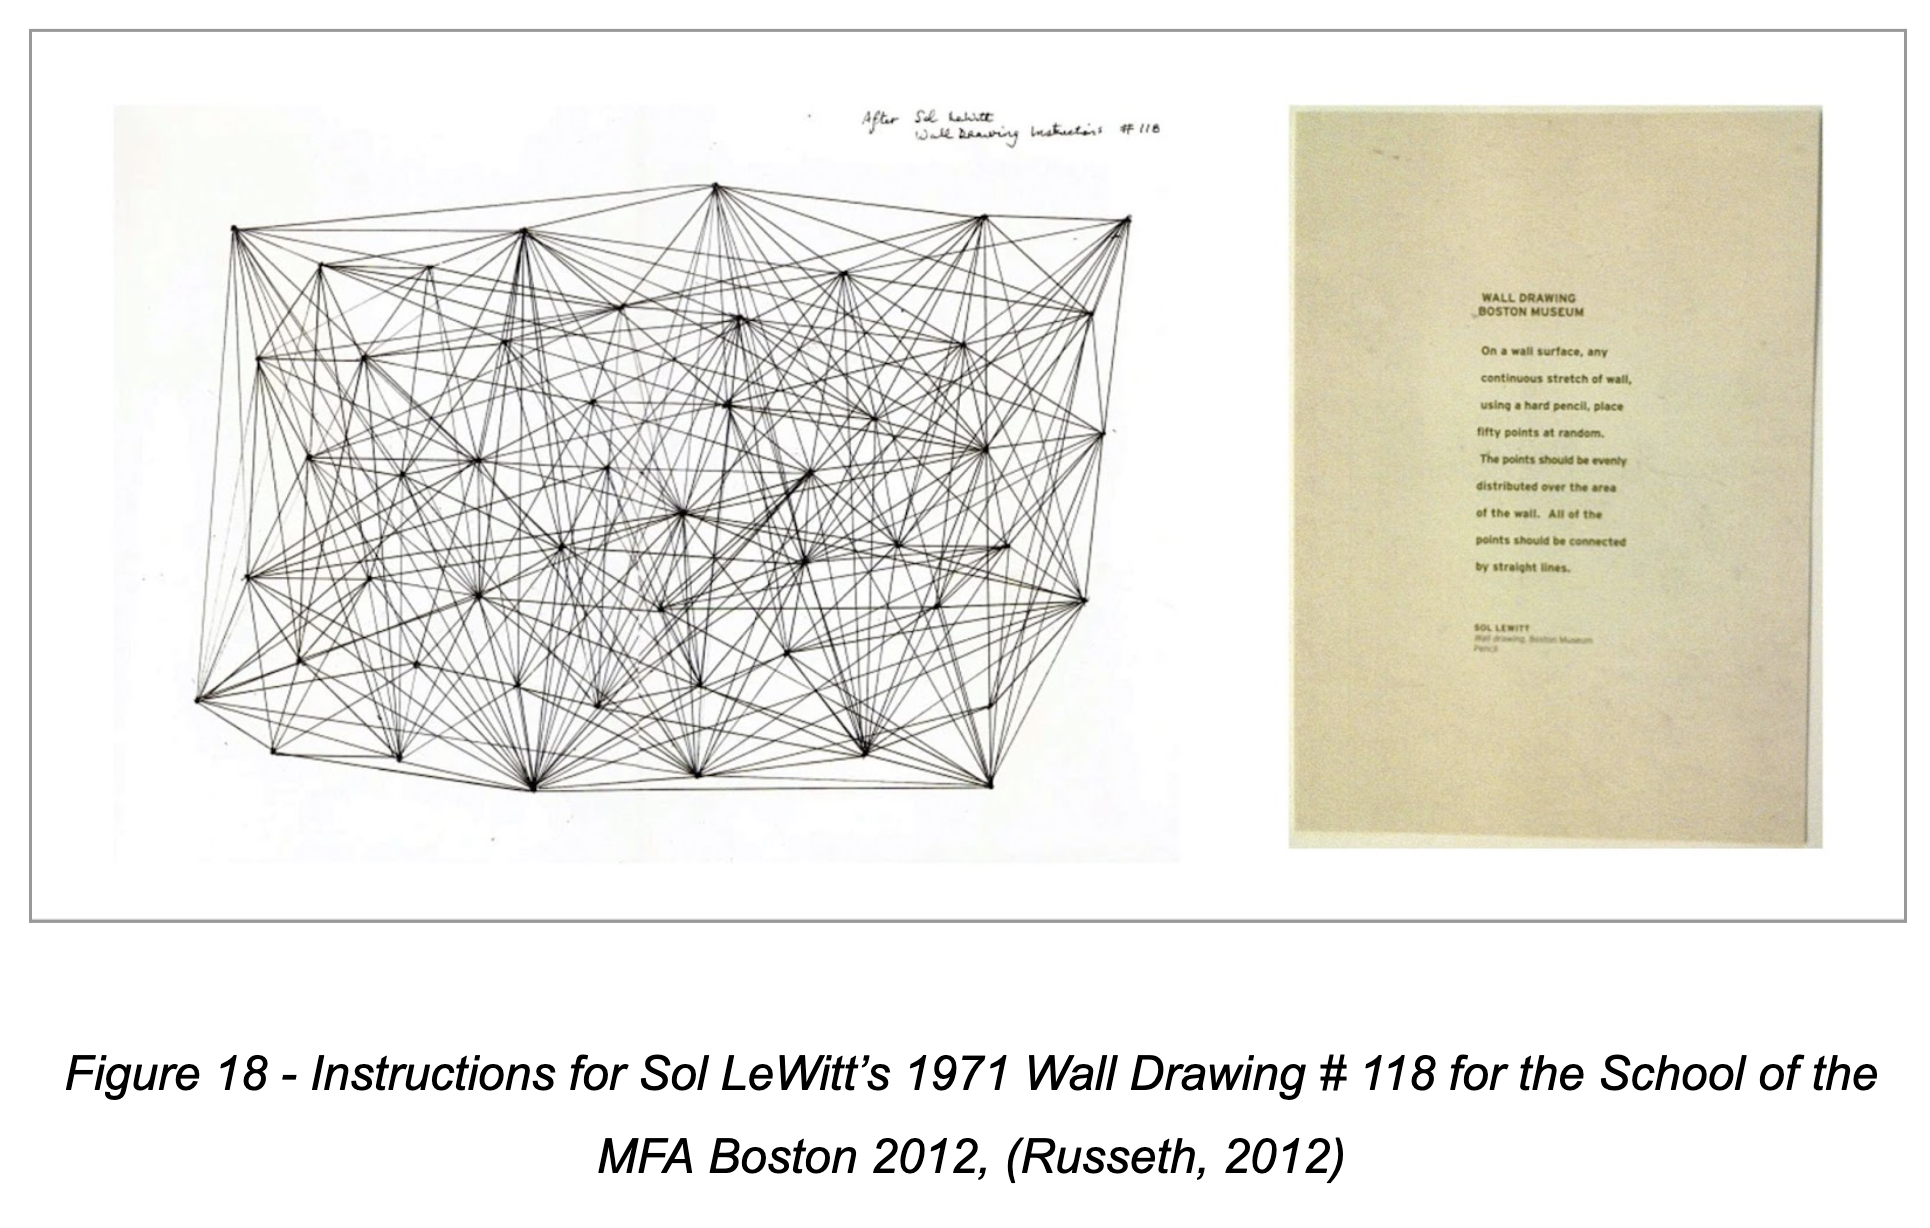 After Sol LeWitt
Wall Drawing Instructions # 118
WALL DRAWING
BOSTON MUSEUM
On a wall surface, any
continuous stretch of wall,
using a hard pencil, place
fifty points at random.
The points should be evenly
distributed over the area
of the wall. All of the
points should be connected
by straight lines.
SOL LEWITT
Wall drawing, Boston Museum
Pencil
Figure 18 - Instructions for Sol LeWitt’s 1971 Wall Drawing # 118 for the School of the
MFA Boston 2012, (Russeth, 2012)